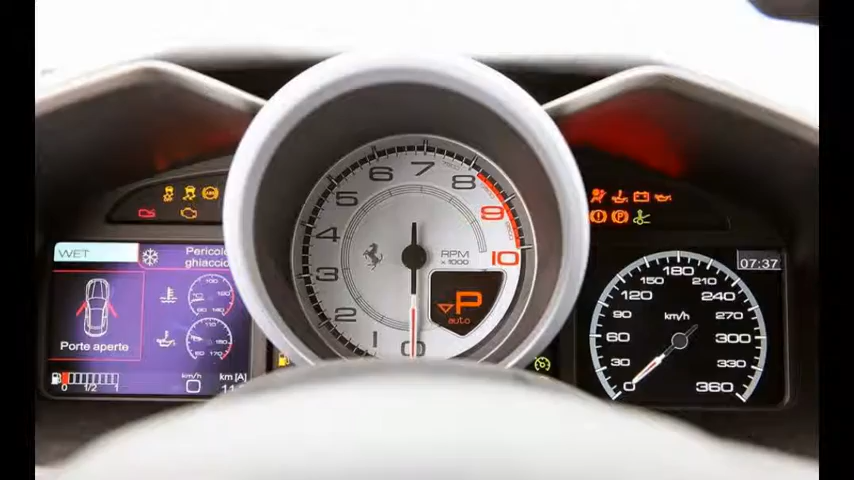 WET
Pericolo
ghiaccio
Porte aperte
0 1/2 1
km/h
km [A]
0
1
2
3
4
5
6
7
8
9
10
RPM
x 1000
P
auto
ABS
07:37
km/h
0
30
60
90
120
150
180
210
240
270
300
330
360